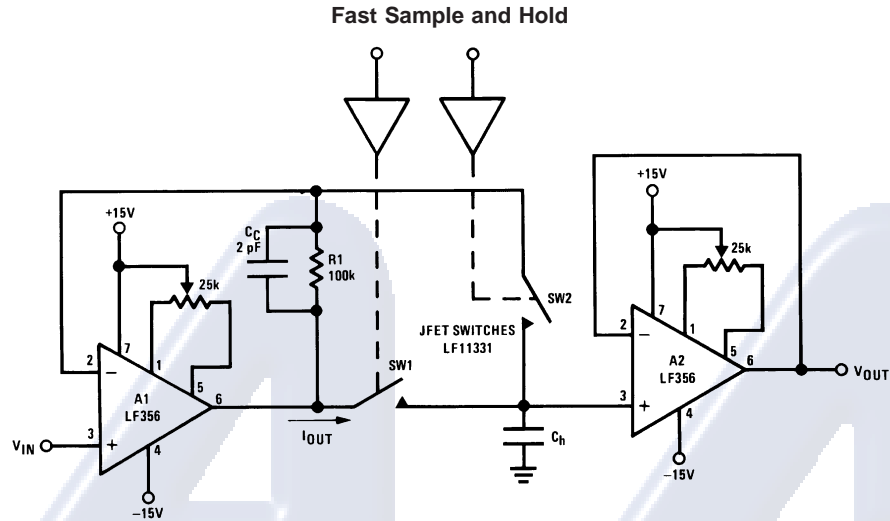 Fast Sample and Hold
+15V
25k
7
1
2
−
A1
LF356
5
6
3
+
4
VIN
−15V
CC
2 pF
R1
100k
SW1
IOUT
SW2
JFET SWITCHES
LF11331
Ch
+15V
25k
7
1
2
−
A2
LF356
5
6
3
+
4
VOUT
−15V